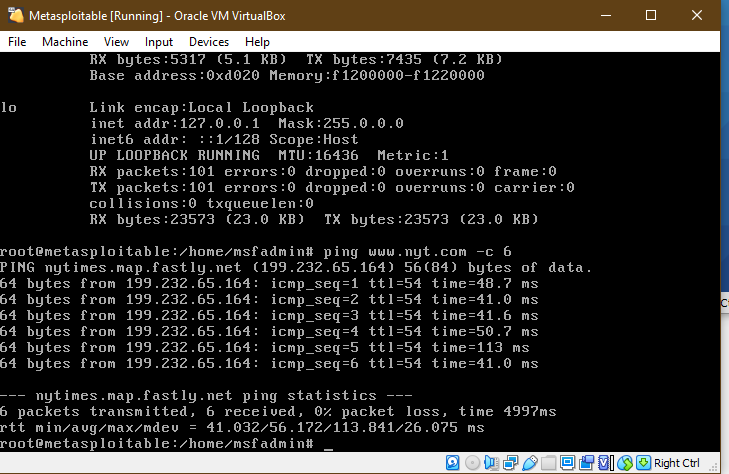 Metasploitable [Running] - Oracle VM VirtualBox
File Machine View Input Devices Help
RX bytes:5317 (5.1 KB) TX bytes:7435 (7.2 KB)
Base address:0xd020 Memory:f1200000-f1220000
lo Link encap:Local Loopback
inet addr:127.0.0.1 Mask:255.0.0.0
inet6 addr: ::1/128 Scope:Host
UP LOOPBACK RUNNING MTU:16436 Metric:1
RX packets:101 errors:0 dropped:0 overruns:0 frame:0
TX packets:101 errors:0 dropped:0 overruns:0 carrier:0
collisions:0 txqueuelen:0
RX bytes:23573 (23.0 KB) TX bytes:23573 (23.0 KB)
root@metasploitable:/home/msfadmin# ping www.nyt.com -c 6
PING nytimes.map.fastly.net (199.232.65.164) 56(84) bytes of data.
64 bytes from 199.232.65.164: icmp_seq=1 ttl=54 time=48.7 ms
64 bytes from 199.232.65.164: icmp_seq=2 ttl=54 time=41.0 ms
64 bytes from 199.232.65.164: icmp_seq=3 ttl=54 time=41.6 ms
64 bytes from 199.232.65.164: icmp_seq=4 ttl=54 time=50.7 ms
64 bytes from 199.232.65.164: icmp_seq=5 ttl=54 time=113 ms
64 bytes from 199.232.65.164: icmp_seq=6 ttl=54 time=41.0 ms
--- nytimes.map.fastly.net ping statistics ---
6 packets transmitted, 6 received, 0% packet loss, time 4997ms
rtt min/avg/max/mdev = 41.032/56.172/113.841/26.075 ms
root@metasploitable:/home/msfadmin# _
Right Ctrl